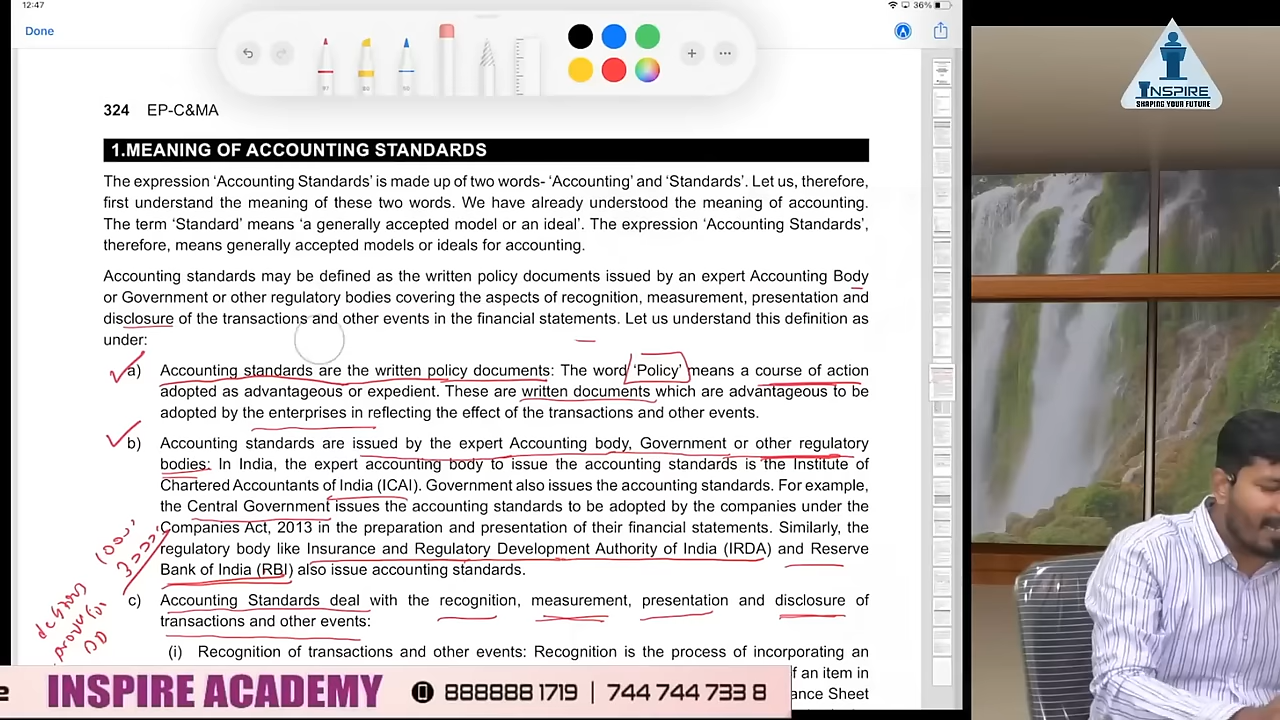 12:47
36%
Done
INSPIRE
SHAPING YOUR FUTURE
324 EP-C&MA
1.MEANING OF ACCOUNTING STANDARDS
The expression 'Accounting Standards' is made up of two words- 'Accounting' and 'Standards'. Let us, therefore,
first understand the meaning of these two words. We have already understood the meaning of accounting.
The term 'Standard' means 'a generally accepted model or an ideal'. The expression 'Accounting Standards',
therefore, means generally accepted models or ideals for accounting.
Accounting standards may be defined as the written policy documents issued by an expert Accounting Body
or Government or other regulatory bodies covering the aspects of recognition, measurement, presentation and
disclosure of the transactions and other events in the financial statements. Let us understand this definition as
under:
a) Accounting standards are the written policy documents: The word 'Policy' means a course of action
adopted as advantageous or expedient. These are written documents which are advantageous to be
adopted by the enterprises in reflecting the effect of the transactions and other events.
b) Accounting standards are issued by the expert Accounting body, Government or other regulatory
bodies: In India, the expert accounting body to issue the accounting standards is the Institute of
Chartered Accountants of India (ICAI). Government also issues the accounting standards. For example,
the Central Government issues the accounting standards to be adopted by the companies under the
Companies Act, 2013 in the preparation and presentation of their financial statements. Similarly, the
regulatory body like Insurance and Regulatory Development Authority of India (IRDA) and Reserve
Bank of India (RBI) also issue accounting standards.
c) Accounting Standards deal with the recognition, measurement, presentation and disclosure of
transactions and other events:
(i) Recognition of transactions and other events: Recognition is the process of incorporating an
f an item in
ance Sheet
INSPIRE ACADEMY 888888 1719 744 744 733 8